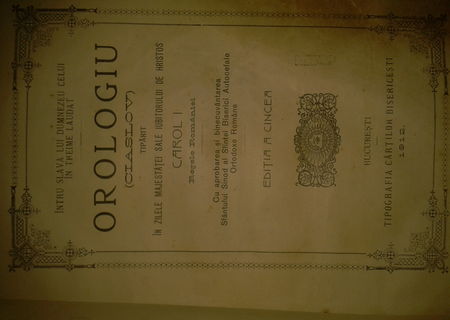 ÎNTRU SLAVA LUI DUMNEZEU CELUI
ÎN TREIME LĂUDAT
OROLOGIU
(CIASLOV)
TIPĂRIT
ÎN ZILELE MAJESTĂȚEI SALE IUBITORULUI DE HRISTOS
CAROL I
Regele României
Cu aprobarea și binecuvântarea
Sfântului Sinod al Sfintei Biserici Autocefale
Ortodoxe Române
EDIȚIA A CINCEA
BUCUREȘTI
TIPOGRAFIA CĂRȚILOR BISERICEȘTI
1912.